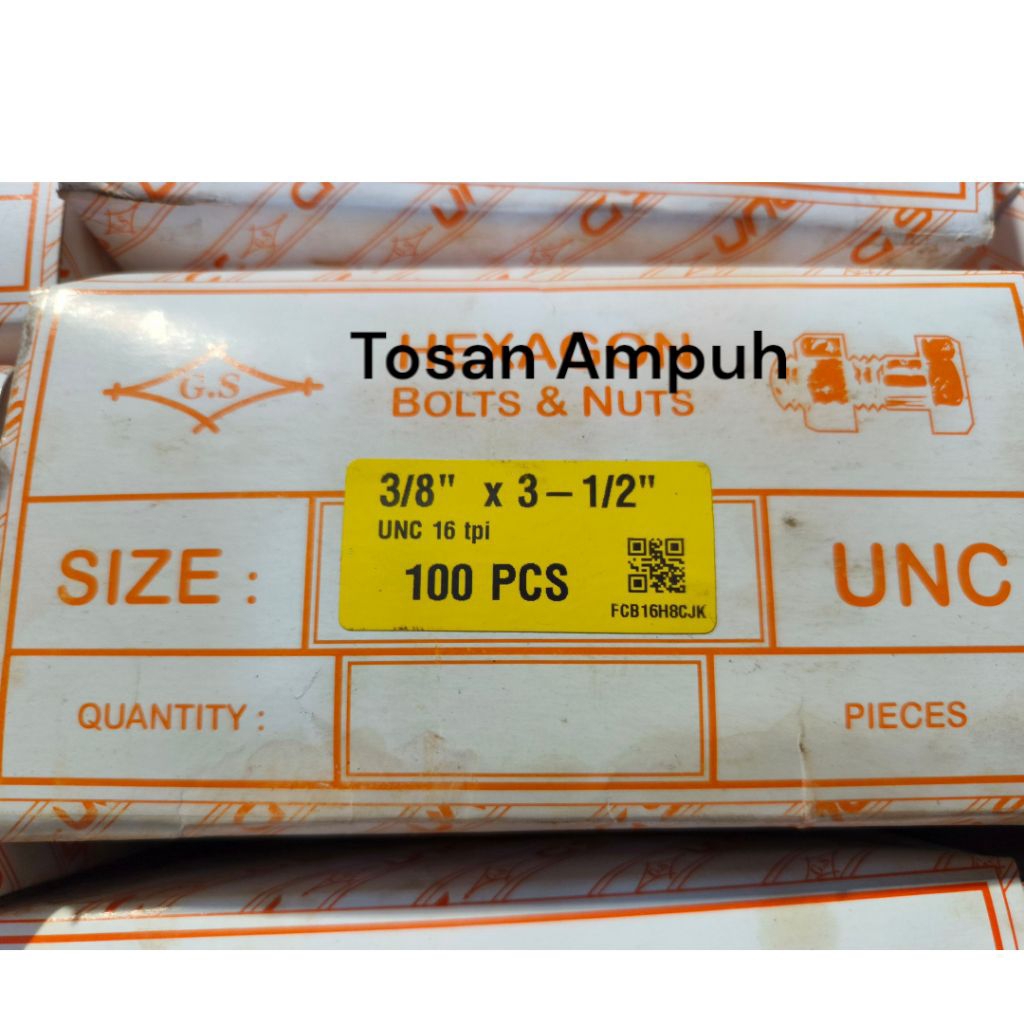 HEXAGON
Tosan Ampuh
G.S
BOLTS & NUTS
3/8" x 3 – 1/2"
UNC 16 tpi
SIZE :
100 PCS
UNC
FCB16H8CJK
QUANTITY :
PIECES